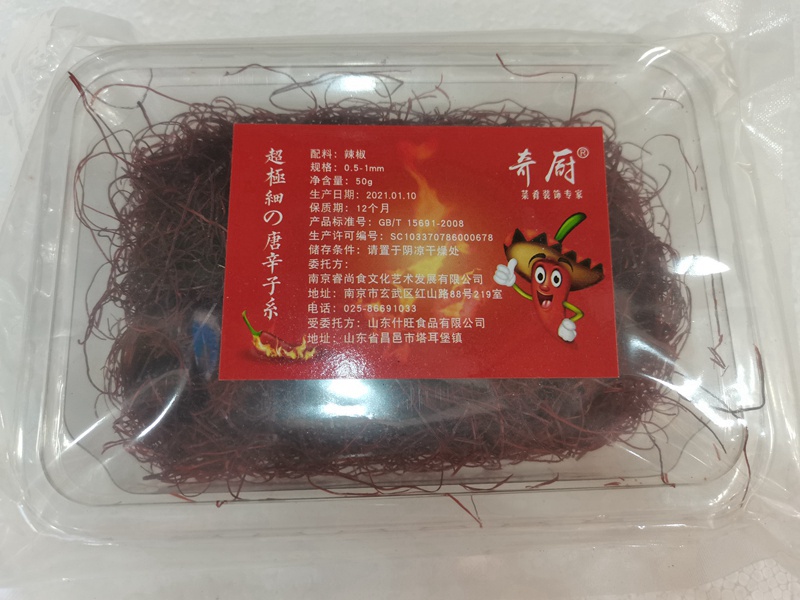 超極細の唐辛子糸
配料：辣椒
规格：0.5-1mm
净含量：50g
生产日期：2021.01.10
保质期：12个月
产品标准号：GB/T 15691-2008
生产许可编号：SC103370786000678
储存条件：请置于阴凉干燥处
委托方：
南京睿尚食文化艺术发展有限公司
地址：南京市玄武区红山路88号219室
电话：025-86691033
受委托方：山东什旺食品有限公司
地址：山东省昌邑市塔耳堡镇
奇厨®
菜肴装饰专家